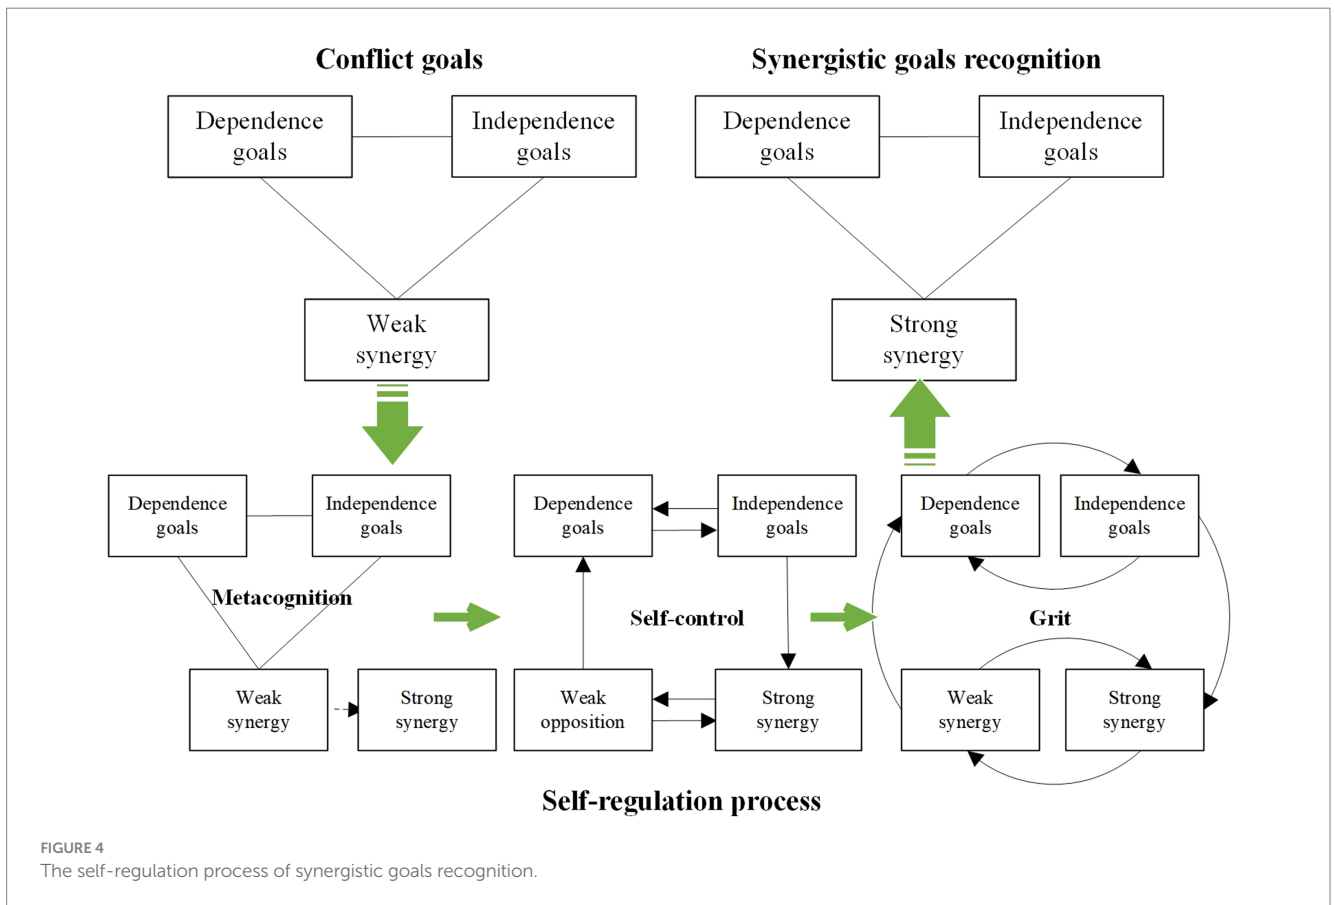 Conflict goals
Synergistic goals recognition
Dependence
goals
Independence
goals
Dependence
goals
Independence
goals
Weak
synergy
Strong
synergy
Dependence
goals
Independence
goals
Metacognition
Weak
synergy
Strong
synergy
Dependence
goals
Independence
goals
Self-control
Weak
opposition
Strong
synergy
Dependence
goals
Independence
goals
Grit
Weak
synergy
Strong
synergy
Self-regulation process
FIGURE 4
The self-regulation process of synergistic goals recognition.